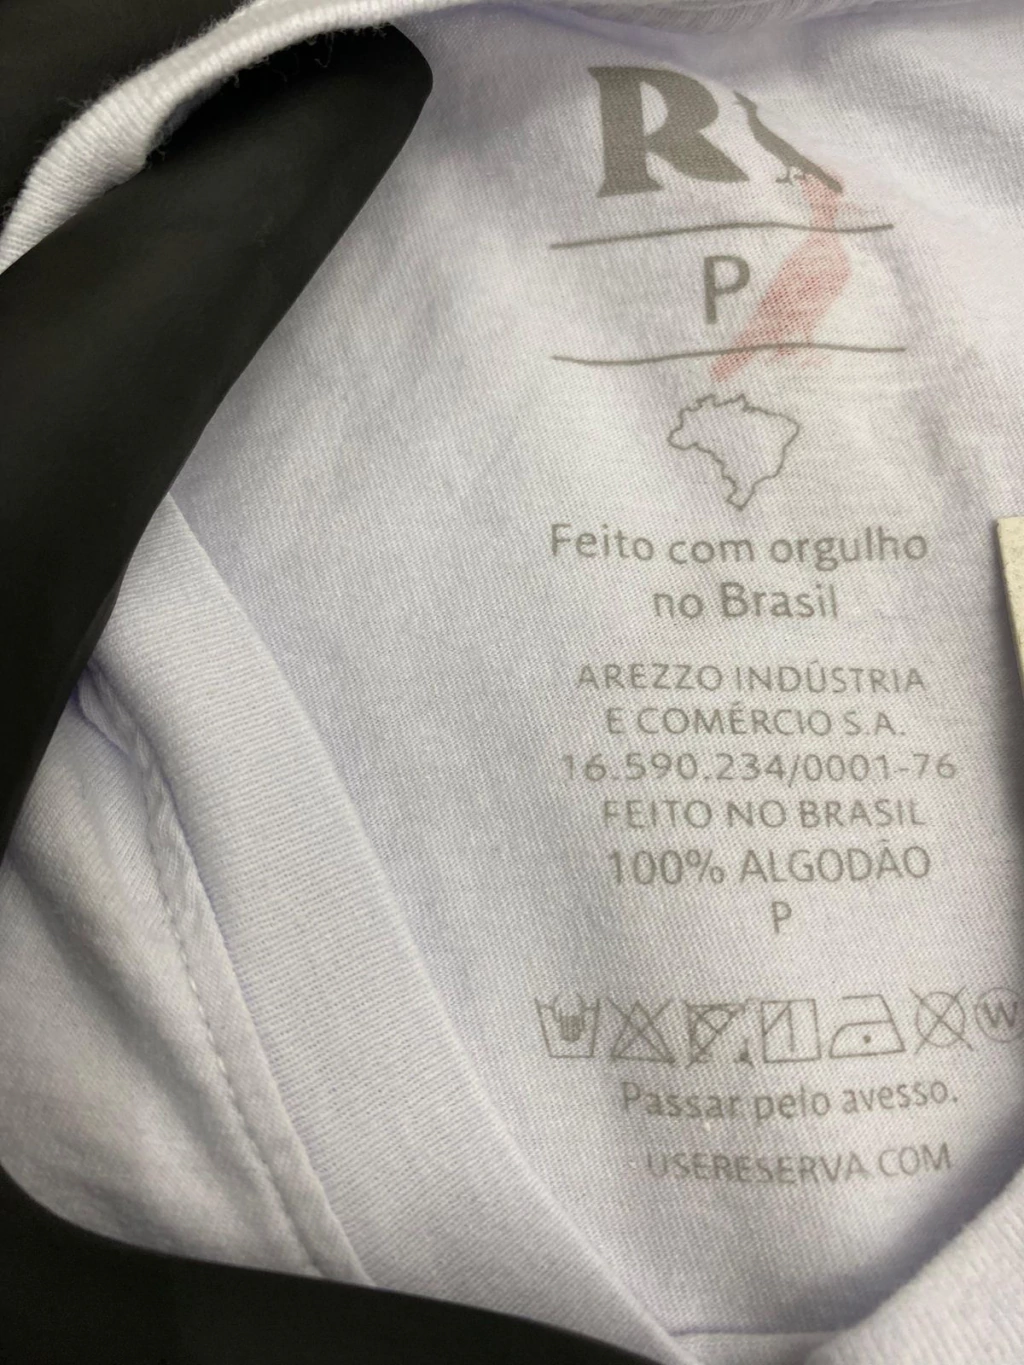 R
P
Feito com orgulho
no Brasil
AREZZO INDÚSTRIA
E COMÉRCIO S.A.
16.590.234/0001-76
FEITO NO BRASIL
100% ALGODÃO
P
W
Passar pelo avesso.
USERESERVA.COM